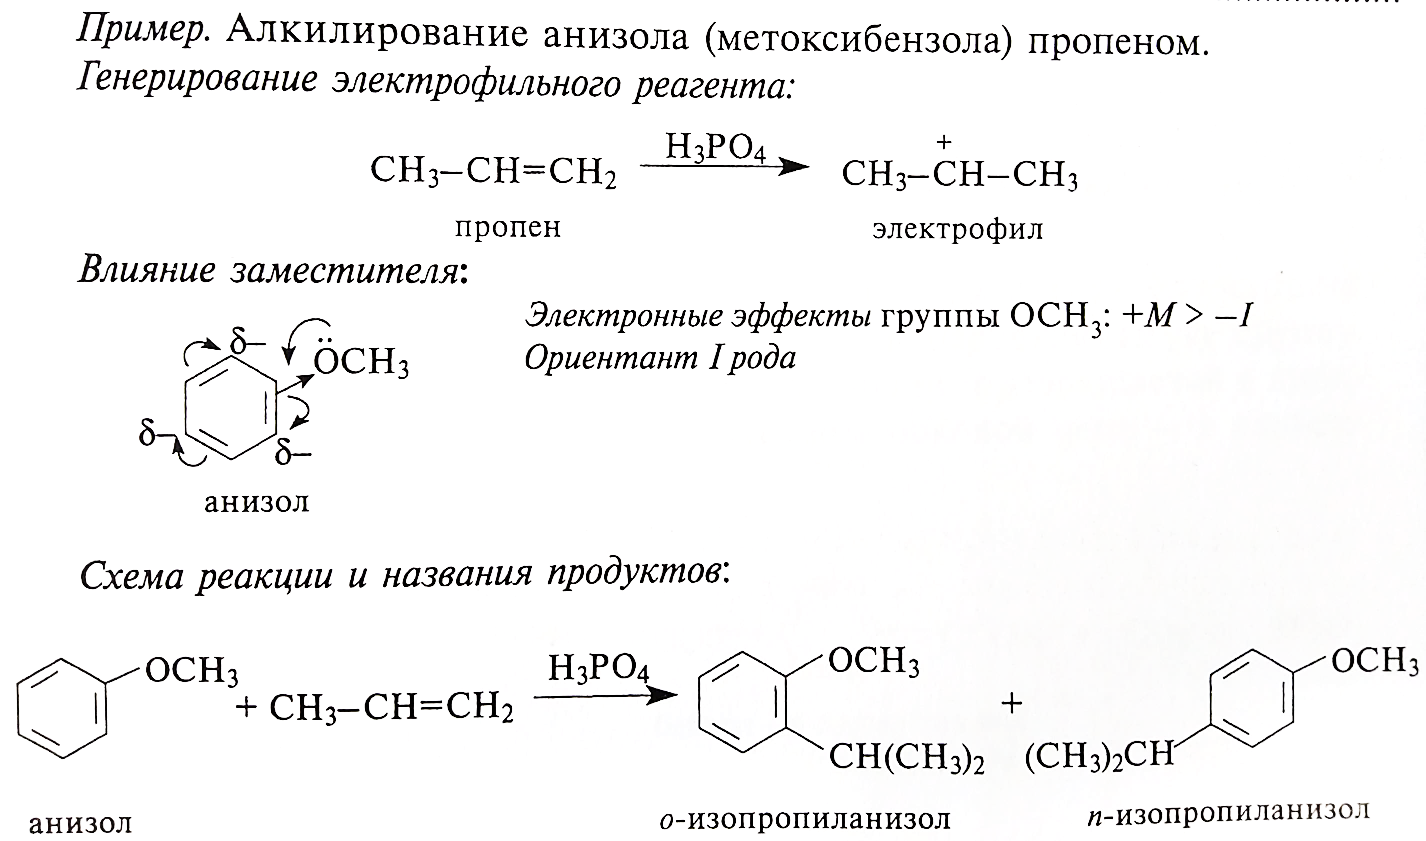 Пример. Алкилирование анизола (метоксибензола) пропеном.
Генерирование электрофильного реагента:
CH3–CH=CH2 H3PO4 CH3–CH–CH3
+
пропен электрофил
Влияние заместителя:
Электронные эффекты группы OCH3: +M > –I
Ориентант I рода
δ– ÖCH3
δ– δ–
анизол
Схема реакции и названия продуктов:
OCH3 + CH3–CH=CH2 H3PO4 OCH3 + OCH3
CH(CH3)2 (CH3)2CH
анизол о-изопропиланизол п-изопропиланизол